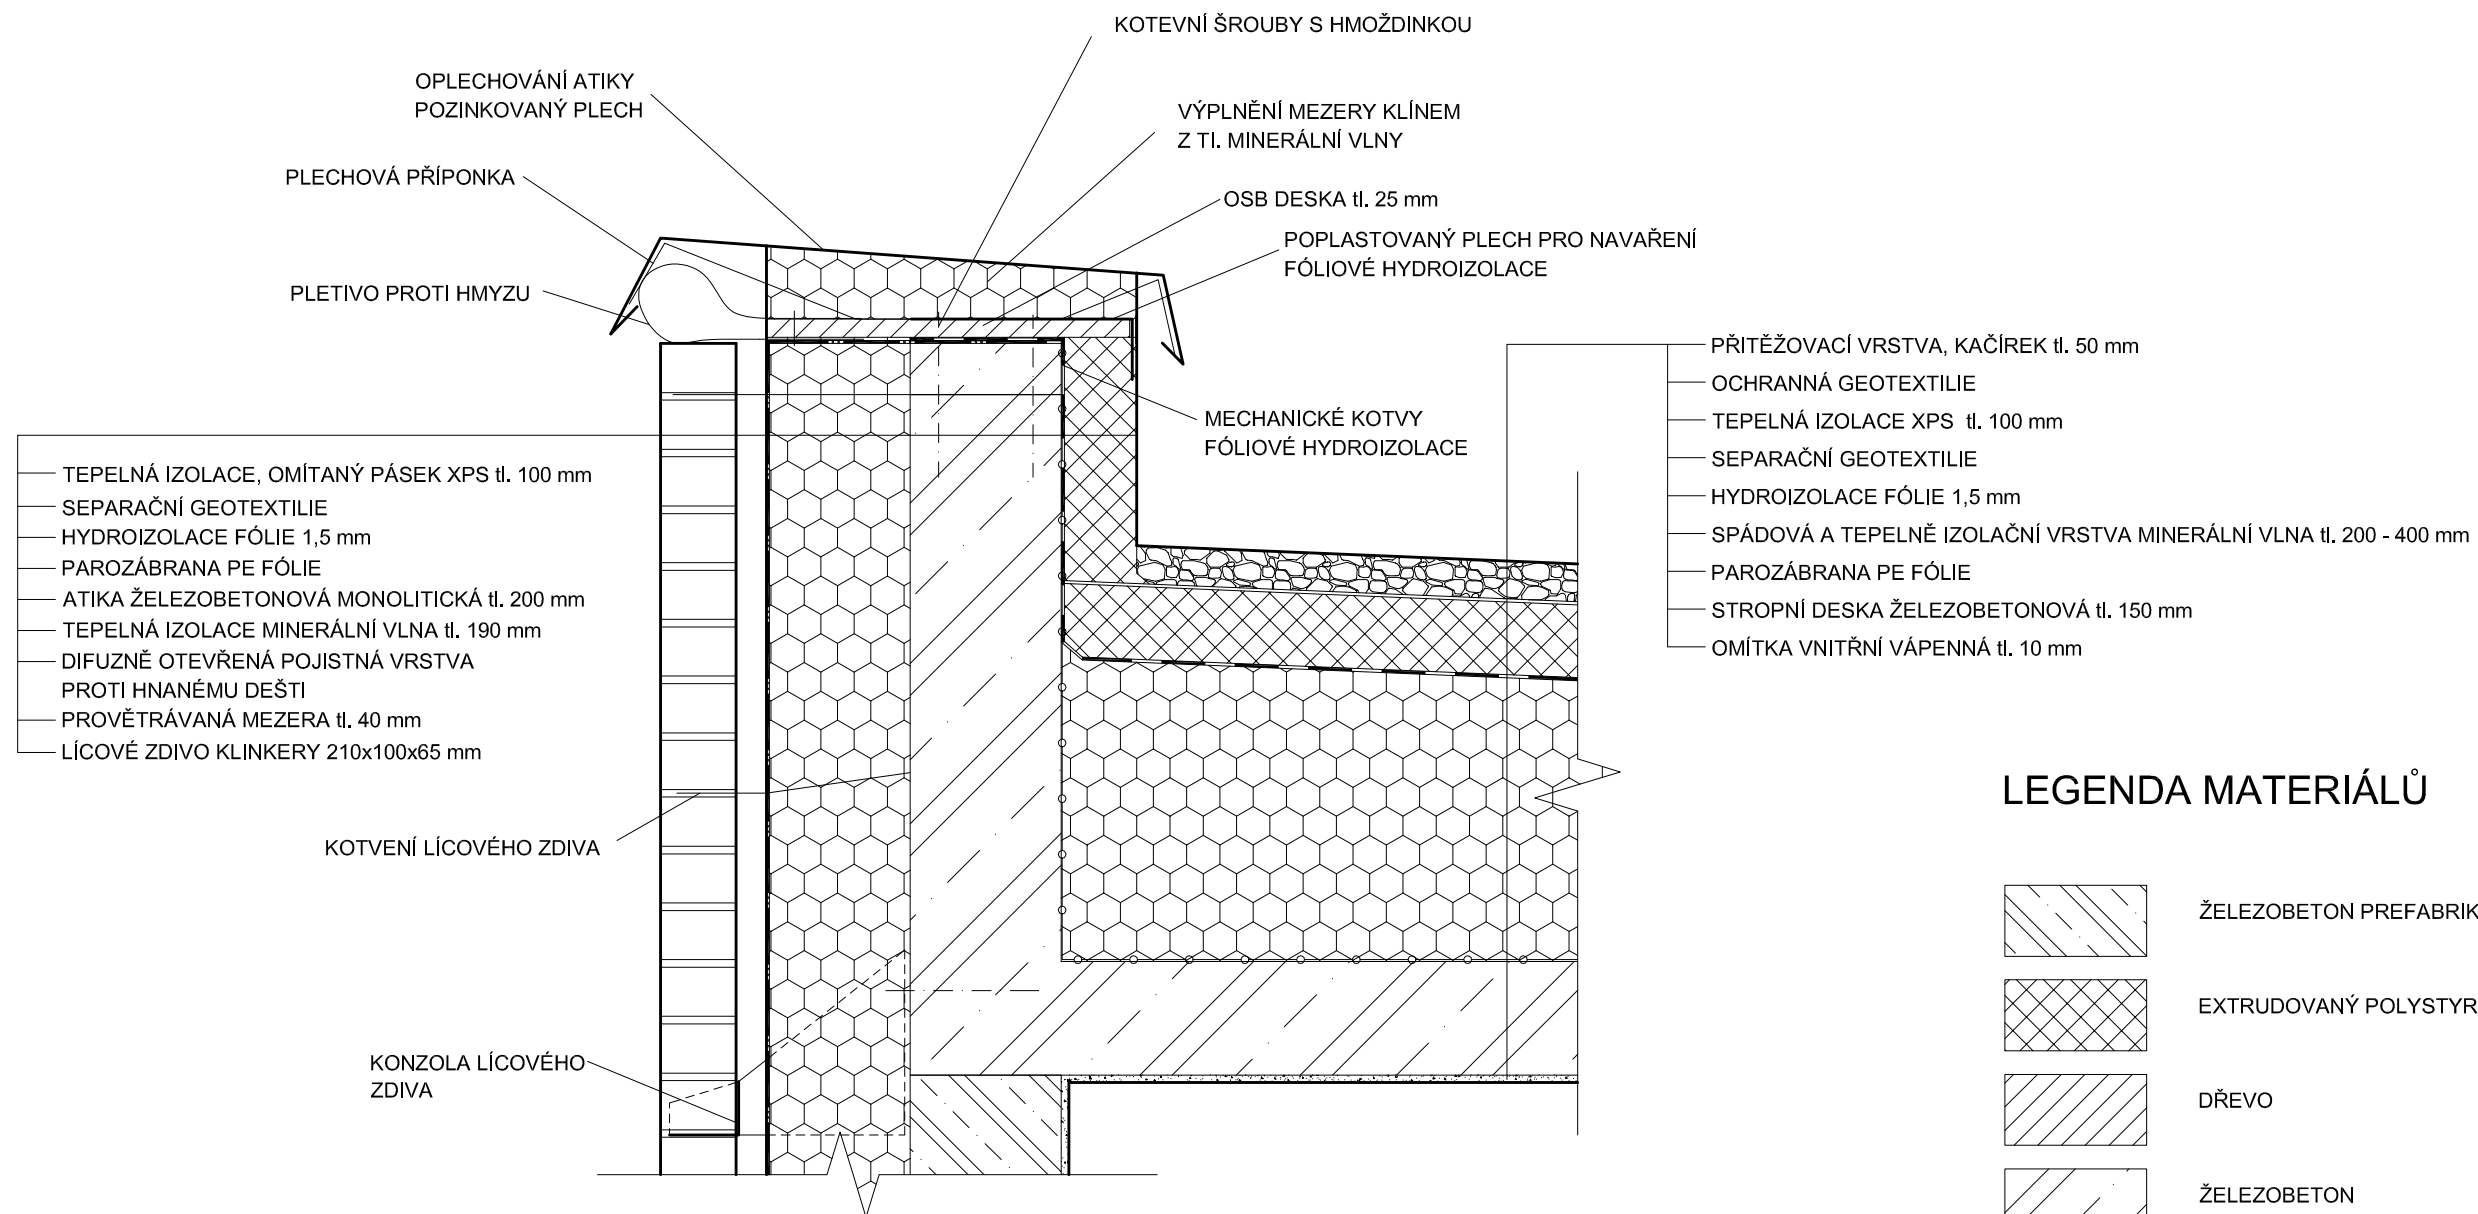 KOTEVNÍ ŠROUBY S HMOŽDINKOU
OPLECHOVÁNÍ ATIKY
POZINKOVANÝ PLECH
VÝPLNĚNÍ MEZERY KLÍNEM
Z TI. MINERÁLNÍ VLNY
PLECHOVÁ PŘÍPONKA
OSB DESKA tl. 25 mm
POPLASTOVANÝ PLECH PRO NAVAŘENÍ
FÓLIOVÉ HYDROIZOLACE
PLETIVO PROTI HMYZU
MECHANICKÉ KOTVY
FÓLIOVÉ HYDROIZOLACE
PŘITĚŽOVACÍ VRSTVA, KAČÍREK tl. 50 mm
OCHRANNÁ GEOTEXTILIE
TEPELNÁ IZOLACE XPS tl. 100 mm
SEPARAČNÍ GEOTEXTILIE
HYDROIZOLACE FÓLIE 1,5 mm
SPÁDOVÁ A TEPELNĚ IZOLAČNÍ VRSTVA MINERÁLNÍ VLNA tl. 200 - 400 mm
PAROZÁBRANA PE FÓLIE
STROPNÍ DESKA ŽELEZOBETONOVÁ tl. 150 mm
OMÍTKA VNITŘNÍ VÁPENNÁ tl. 10 mm
TEPELNÁ IZOLACE, OMÍTANÝ PÁSEK XPS tl. 100 mm
SEPARAČNÍ GEOTEXTILIE
HYDROIZOLACE FÓLIE 1,5 mm
PAROZÁBRANA PE FÓLIE
ATIKA ŽELEZOBETONOVÁ MONOLITICKÁ tl. 200 mm
TEPELNÁ IZOLACE MINERÁLNÍ VLNA tl. 190 mm
DIFUZNĚ OTEVŘENÁ POJISTNÁ VRSTVA
PROTI HNANÉMU DEŠTI
PROVĚTRÁVANÁ MEZERA tl. 40 mm
LÍCOVÉ ZDIVO KLINKERY 210x100x65 mm
KOTVENÍ LÍCOVÉHO ZDIVA
KONZOLA LÍCOVÉHO
ZDIVA
LEGENDA MATERIÁLŮ
ŽELEZOBETON PREFABRIK
EXTRUDOVANÝ POLYSTYR
DŘEVO
ŽELEZOBETON